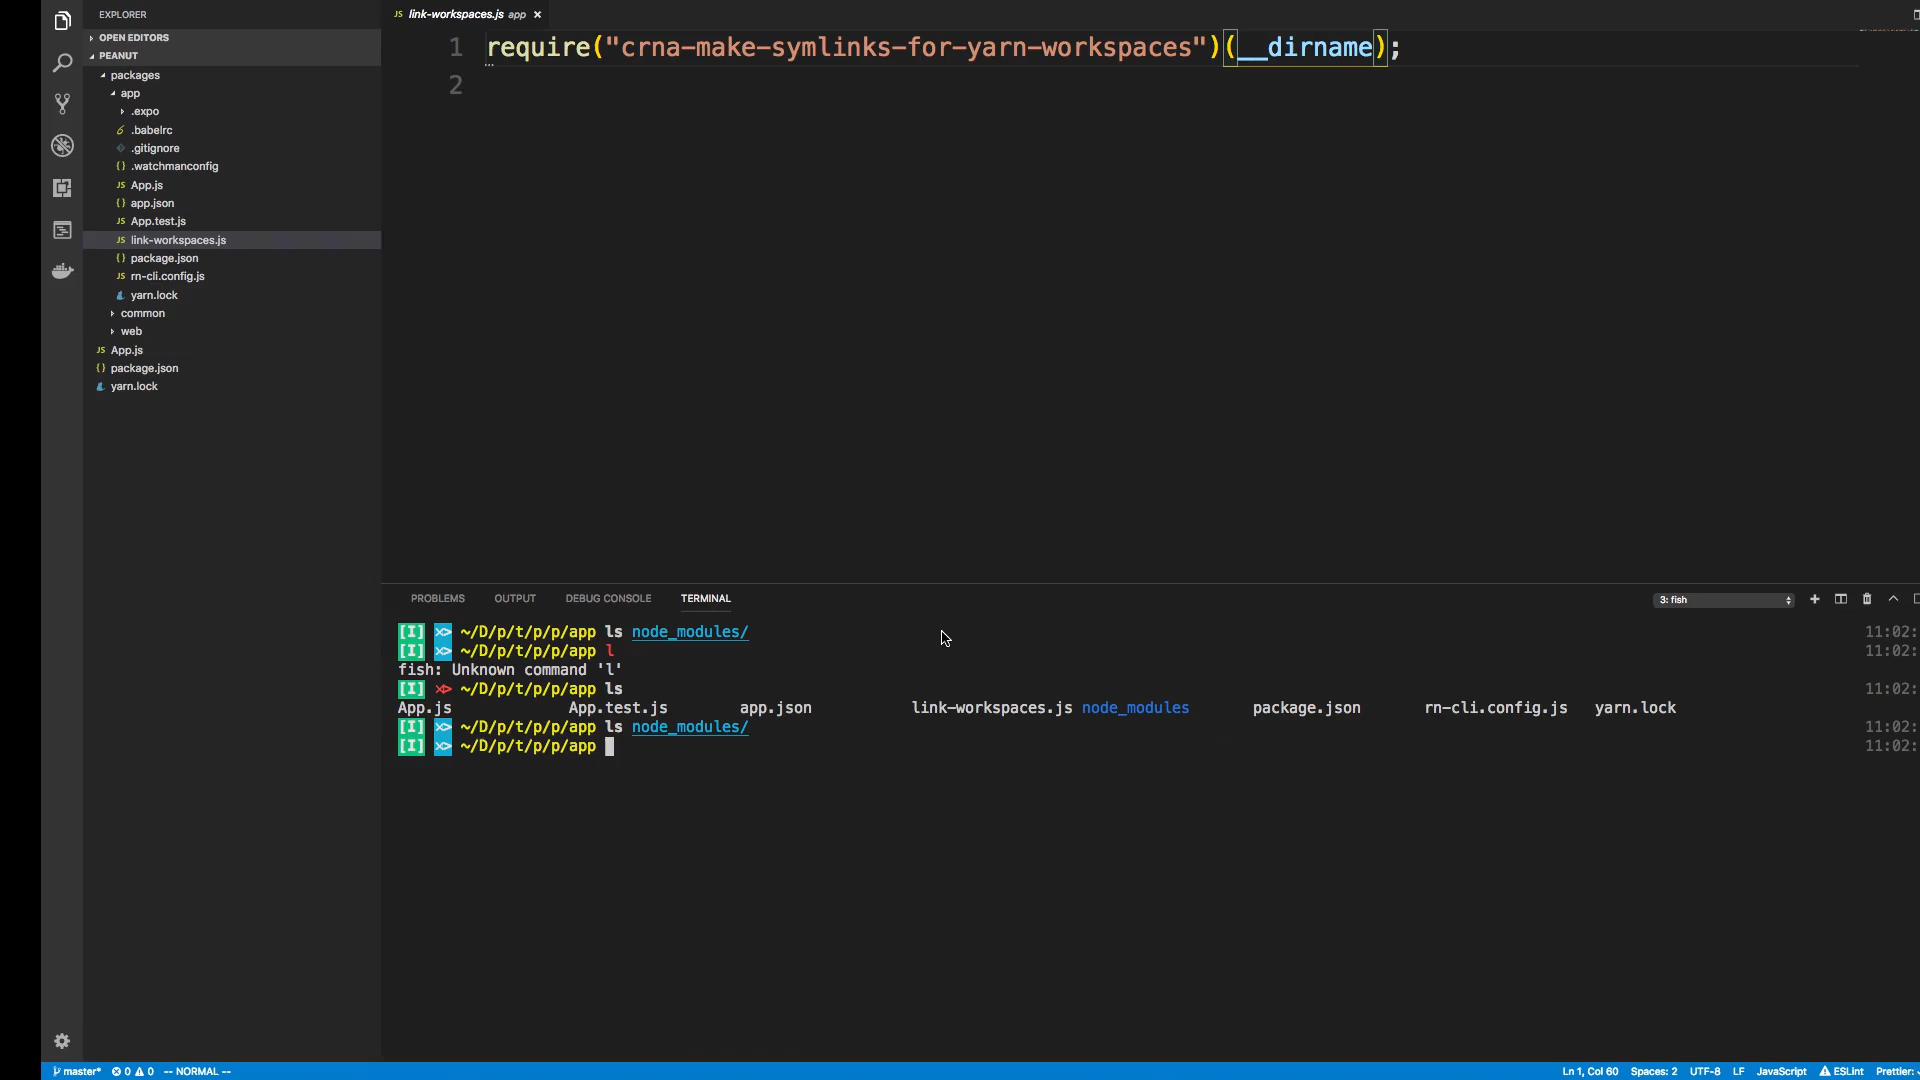 EXPLORER
OPEN EDITORS
PEANUT
packages
app
.expo
.babelrc
.gitignore
{} .watchmanconfig
JS App.js
{} app.json
JS App.test.js
JS link-workspaces.js
{} package.json
JS rn-cli.config.js
yarn.lock
common
web
JS App.js
{} package.json
yarn.lock
JS link-workspaces.js app ×
1 require("crna-make-symlinks-for-yarn-workspaces")(__dirname);
2
PROBLEMS OUTPUT DEBUG CONSOLE TERMINAL 3: fish
[I] ~/D/p/t/p/p/app ls node_modules/ 11:02:
[I] ~/D/p/t/p/p/app l 11:02:
fish: Unknown command 'l'
[I] ~/D/p/t/p/p/app ls 11:02:
App.js App.test.js app.json link-workspaces.js node_modules package.json rn-cli.config.js yarn.lock
[I] ~/D/p/t/p/p/app ls node_modules/ 11:02:
[I] ~/D/p/t/p/p/app 11:02:
master* 0 0 -- NORMAL -- Ln 1, Col 60 Spaces: 2 UTF-8 LF JavaScript ESLint Prettier: